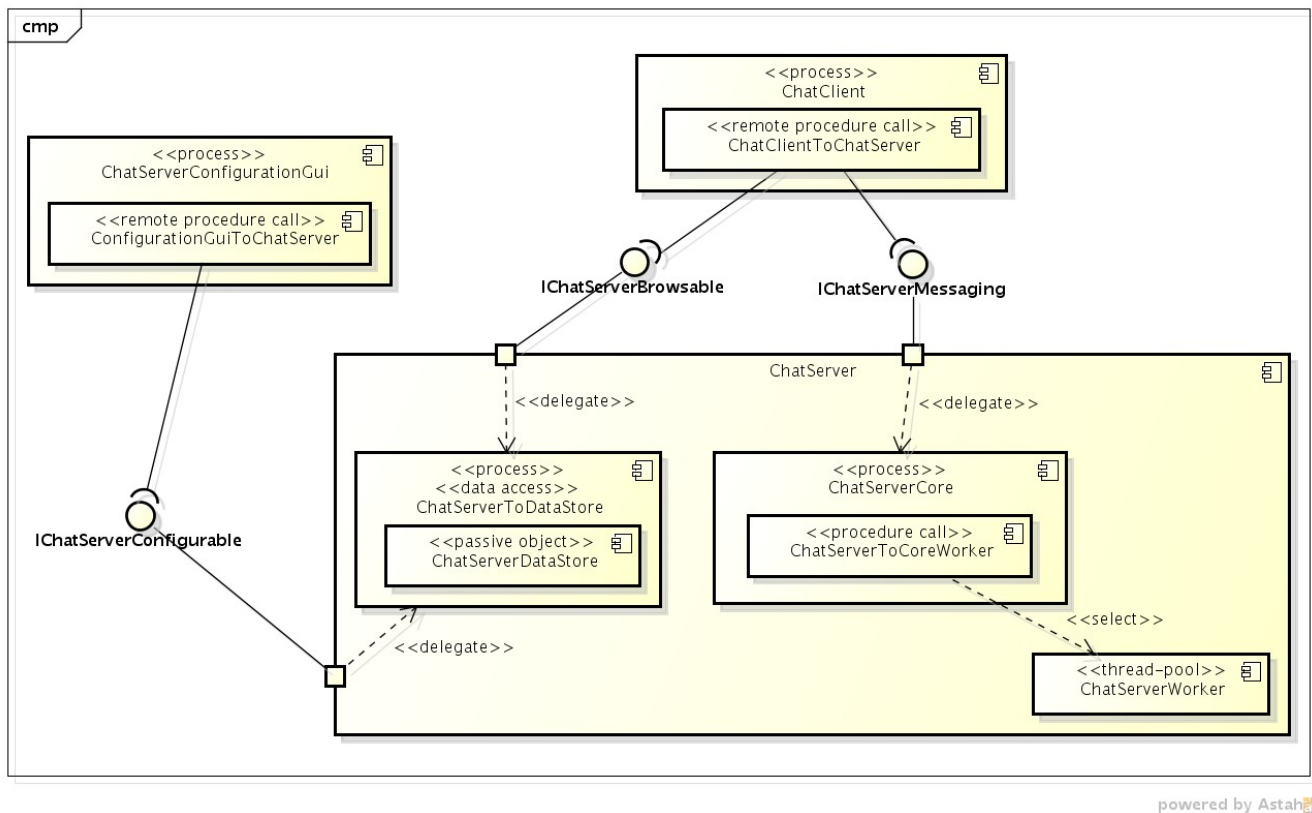 cmp
<<process>>
ChatClient
<<remote procedure call>>
ChatClientToChatServer
<<process>>
ChatServerConfigurationGui
<<remote procedure call>>
ConfigurationGuiToChatServer
IChatServerBrowsable
IChatServerMessaging
ChatServer
<<delegate>>
<<delegate>>
<<process>>
<<data access>>
ChatServerToDataStore
<<passive object>>
ChatServerDataStore
<<process>>
ChatServerCore
<<procedure call>>
ChatServerToCoreWorker
IChatServerConfigurable
<<delegate>>
<<select>>
<<thread-pool>>
ChatServerWorker
powered by Astah